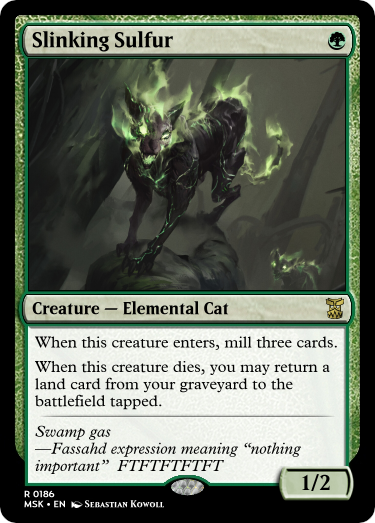 Slinking Sulfur
Creature — Elemental Cat
When this creature enters, mill three cards.
When this creature dies, you may return a
land card from your graveyard to the
battlefield tapped.
Swamp gas
—Fassahd expression meaning “nothing
important” FTFTFTFTFT
1/2
R 0186
MSK • EN Sebastian Kowoll